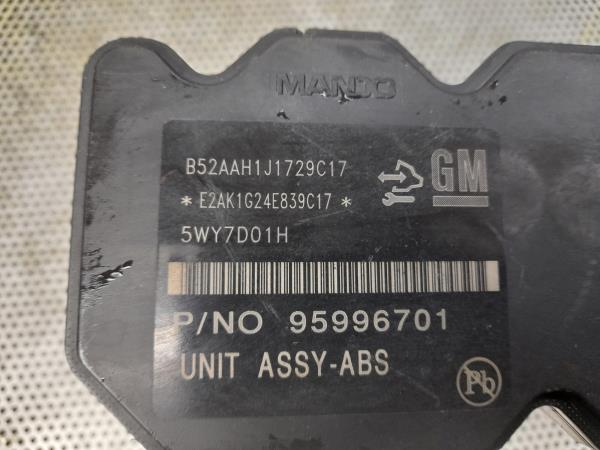 MANDO
B52AAH1J1729C17
GM
*E2AK1G24E839C17*
5WY7D01H
P/NO 95996701
UNIT ASSY-ABS
Pb